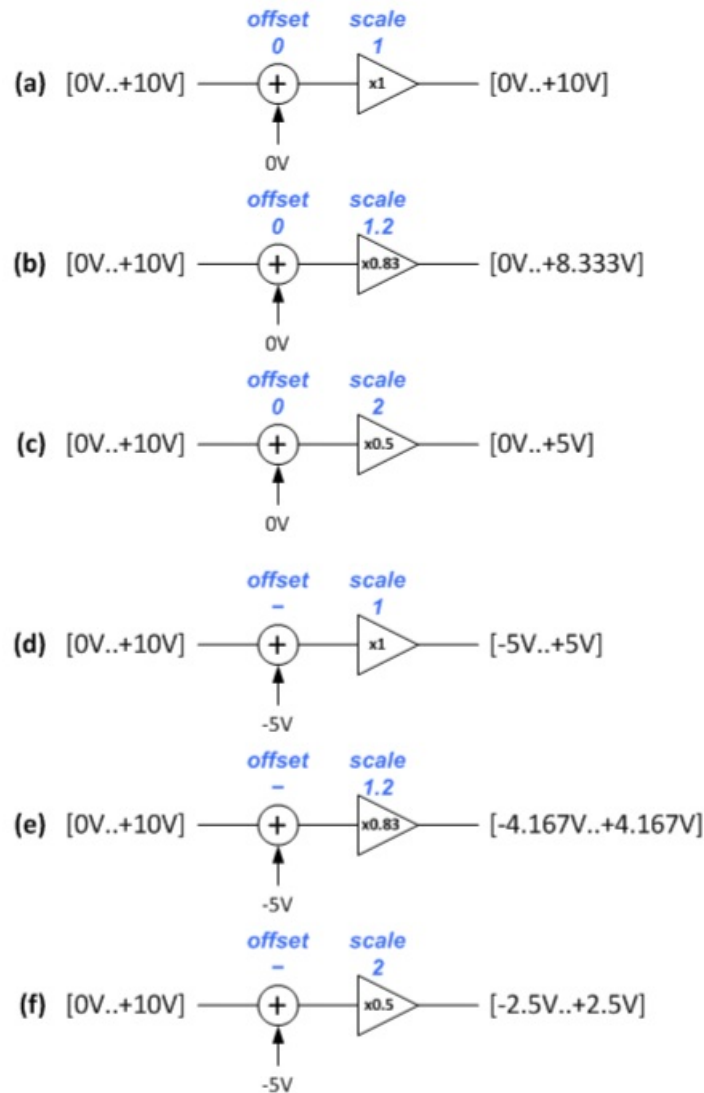 offset scale
0 1
(a) [0V..+10V] + x1 [0V..+10V]
0V
offset scale
0 1.2
(b) [0V..+10V] + x0.83 [0V..+8.333V]
0V
offset scale
0 2
(c) [0V..+10V] + x0.5 [0V..+5V]
0V
offset scale
– 1
(d) [0V..+10V] + x1 [-5V..+5V]
-5V
offset scale
– 1.2
(e) [0V..+10V] + x0.83 [-4.167V..+4.167V]
-5V
offset scale
– 2
(f) [0V..+10V] + x0.5 [-2.5V..+2.5V]
-5V